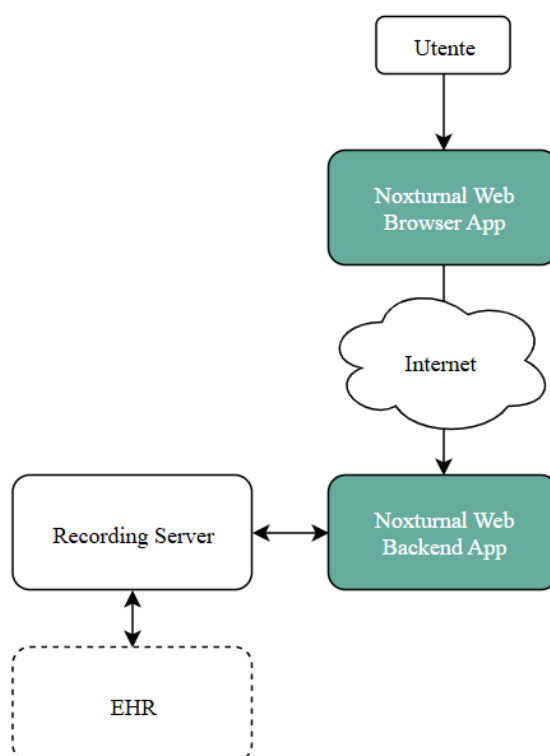 Utente
Noxturnal Web
Browser App
Internet
Recording Server
Noxturnal Web
Backend App
EHR